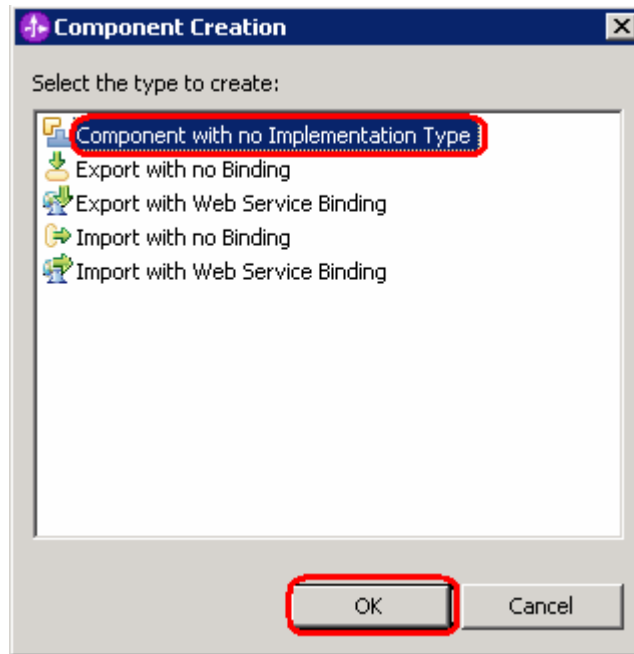 Component Creation
Select the type to create:
Component with no Implementation Type
Export with no Binding
Export with Web Service Binding
Import with no Binding
Import with Web Service Binding
OK Cancel